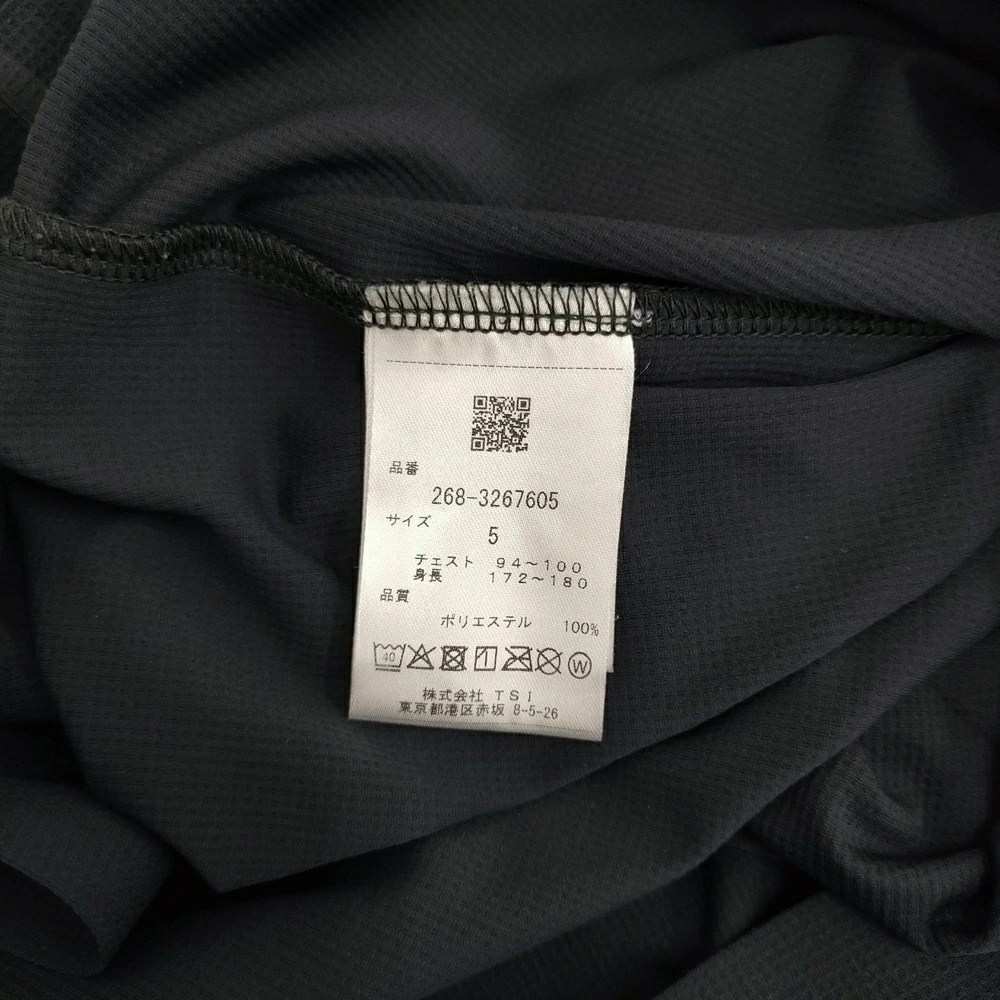 品番
268-3267605
サイズ
5
チェスト 94~100
身長 172~180
品質
ポリエステル 100%
40 W
株式会社 TSI
東京都港区赤坂 8-5-26